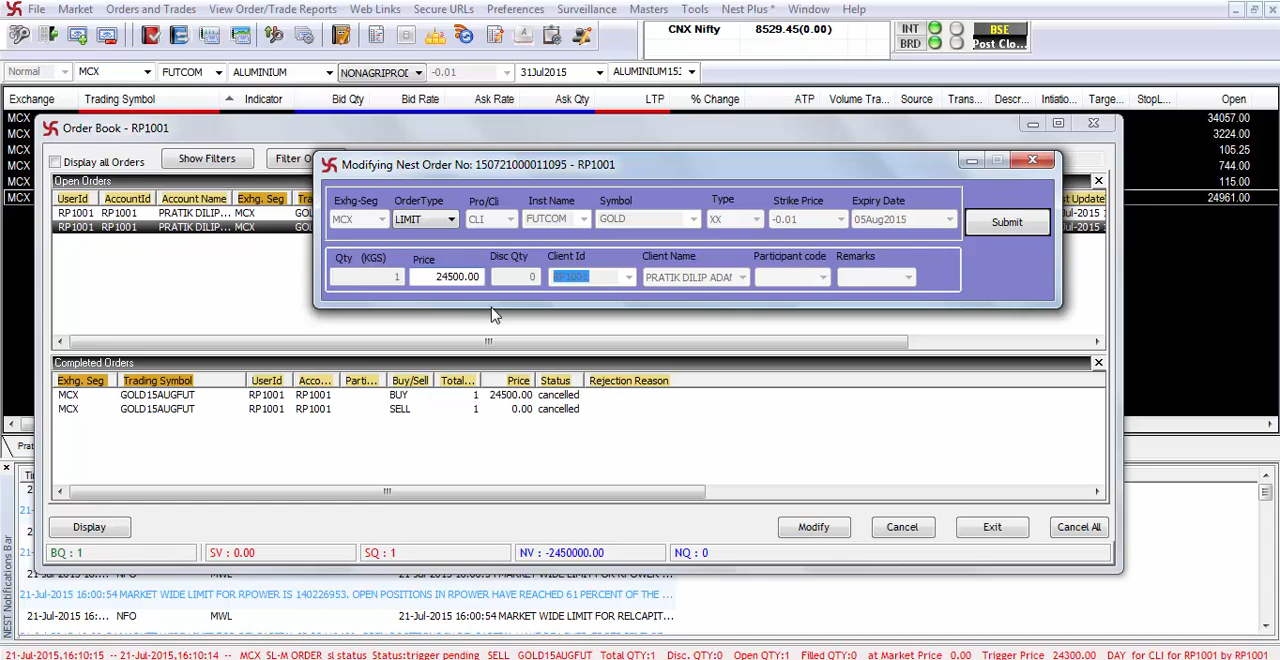 File Market Orders and Trades View Order/Trade Reports Web Links Secure URLs Preferences Surveillance Masters Tools Nest Plus * Window Help
CNX Nifty 8529.45(0.00)
INT
BRD
BSE
Post Clo...
Normal MCX FUTCOM ALUMINIUM NONAGRIPROD -0.01 31Jul2015 ALUMINIUM15J
Exchange Trading Symbol Indicator Bid Qty Bid Rate Ask Rate Ask Qty LTP % Change ATP Volume Tra... Source Trans... Descr... Intiatio... Targe... StopL... Open
MCX 34057.00
MCX 3224.00
MCX 105.25
MCX 744.00
MCX 115.00
MCX 24961.00
Order Book - RP1001
Display all Orders Show Filters Filter O
Open Orders
UserId AccountId Account Name Exhg. Seg Tra st Update
RP1001 RP1001 PRATIK DILIP... MCX GOL
RP1001 RP1001 PRATIK DILIP... MCX GOL
Modifying Nest Order No: 150721000011095 - RP1001
Exhg-Seg OrderType Pro/Cli Inst Name Symbol Type Strike Price Expiry Date
MCX LIMIT CLI FUTCOM GOLD XX -0.01 05Aug2015 Submit
Qty (KGS) Price Disc Qty Client Id Client Name Participant code Remarks
1 24500.00 0 RP1001 PRATIK DILIP ADAN
Completed Orders
Exhg. Seg Trading Symbol UserId Acco... Parti... Buy/Sell Total... Price Status Rejection Reason
MCX GOLD15AUGFUT RP1001 RP1001 BUY 1 24500.00 cancelled
MCX GOLD15AUGFUT RP1001 RP1001 SELL 1 0.00 cancelled
Display Modify Cancel Exit Cancel All
BQ : 1 SV : 0.00 SQ : 1 NV : -2450000.00 NQ : 0
Prat
NEST Notifications Bar
21-Jul-2015 16:00:54 MARKET WIDE LIMIT FOR RPOWER IS 140226953. OPEN POSITIONS IN RPOWER HAVE REACHED 61 PERCENT OF THE ...
21-Jul-2015 16:0... NFO MWL 21-Jul-2015 16:00:54 MARKET WIDE LIMIT FOR RELCAPIT...
21-Jul-2015,16:10:15 -- 21-Jul-2015,16:10:14 -- MCX SL-M ORDER sl status Status:trigger pending SELL GOLD15AUGFUT Total QTY:1 Disc. QTY:0 Open QTY:1 Filled QTY:0 at Market Price 0.00 Trigger Price 24300.00 DAY for CLI for RP1001 by RP1001